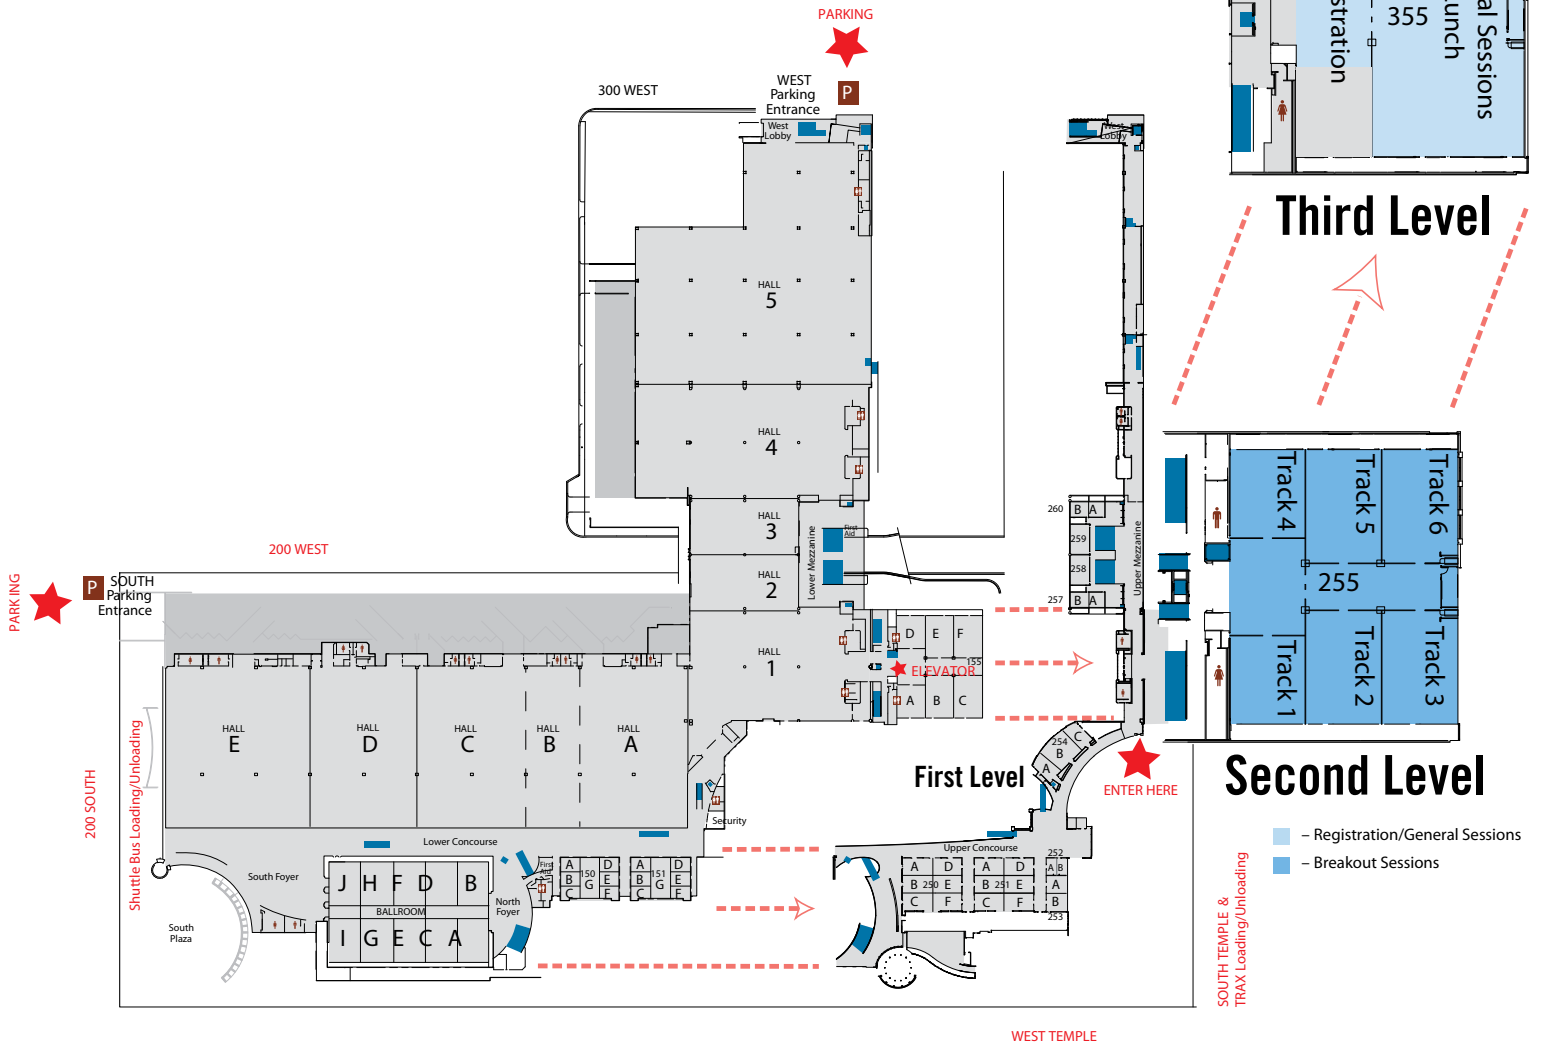 PARKING
P
WEST
Parking
Entrance
300 WEST
West
Lobby
HALL
5
HALL
4
HALL
3
HALL
2
HALL
1
Lower Mezzanine
First
Aid
200 WEST
PARKING
P
SOUTH
Parking
Entrance
200 SOUTH
Shuttle Bus Loading/Unloading
HALL
E
HALL
D
HALL
C
HALL
B
HALL
A
D E F
155
ELEVATOR
A B C
Security
Lower Concourse
South Foyer
South
Plaza
J H F D B
BALLROOM
I G E C A
North
Foyer
First
Aid
A D
B 150 E
G
C F
A D
B 151 E
G
C F
First Level
West
Lobby
260 B A
259
258
257 B A
Upper Mezzanine
254
C
B
A
ENTER HERE
Upper Concourse
A D
B 250 E
C F
A D
B 251 E
C F
252
A B
A
B
253
stration
355
al Sessions
unch
Third Level
Track 4
Track 5
Track 6
255
Track 1
Track 2
Track 3
Second Level
– Registration/General Sessions
– Breakout Sessions
SOUTH TEMPLE &
TRAX Loading/Unloading
WEST TEMPLE